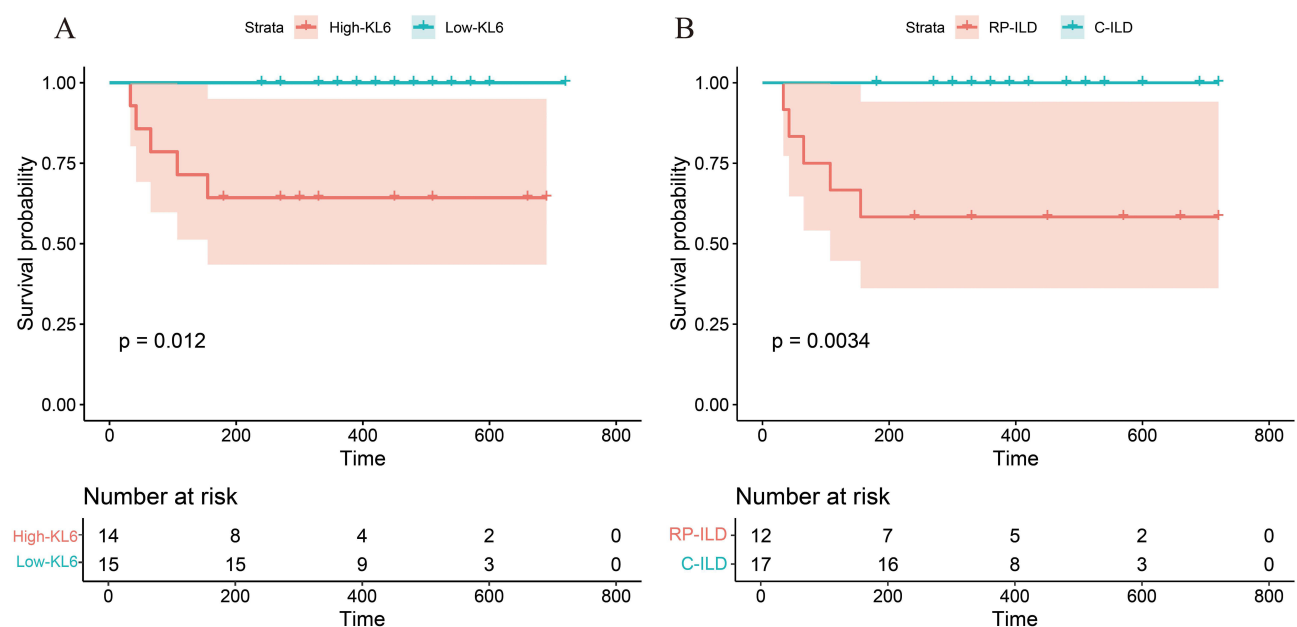 A
Strata High-KL6 Low-KL6
Survival probability
1.00
0.75
0.50
0.25
0.00
p = 0.012
0 200 400 600 800
Time
Number at risk
High-KL6 14 8 4 2 0
Low-KL6 15 15 9 3 0
0 200 400 600 800
Time
B
Strata RP-ILD C-ILD
Survival probability
1.00
0.75
0.50
0.25
0.00
p = 0.0034
0 200 400 600 800
Time
Number at risk
RP-ILD 12 7 5 2 0
C-ILD 17 16 8 3 0
0 200 400 600 800
Time